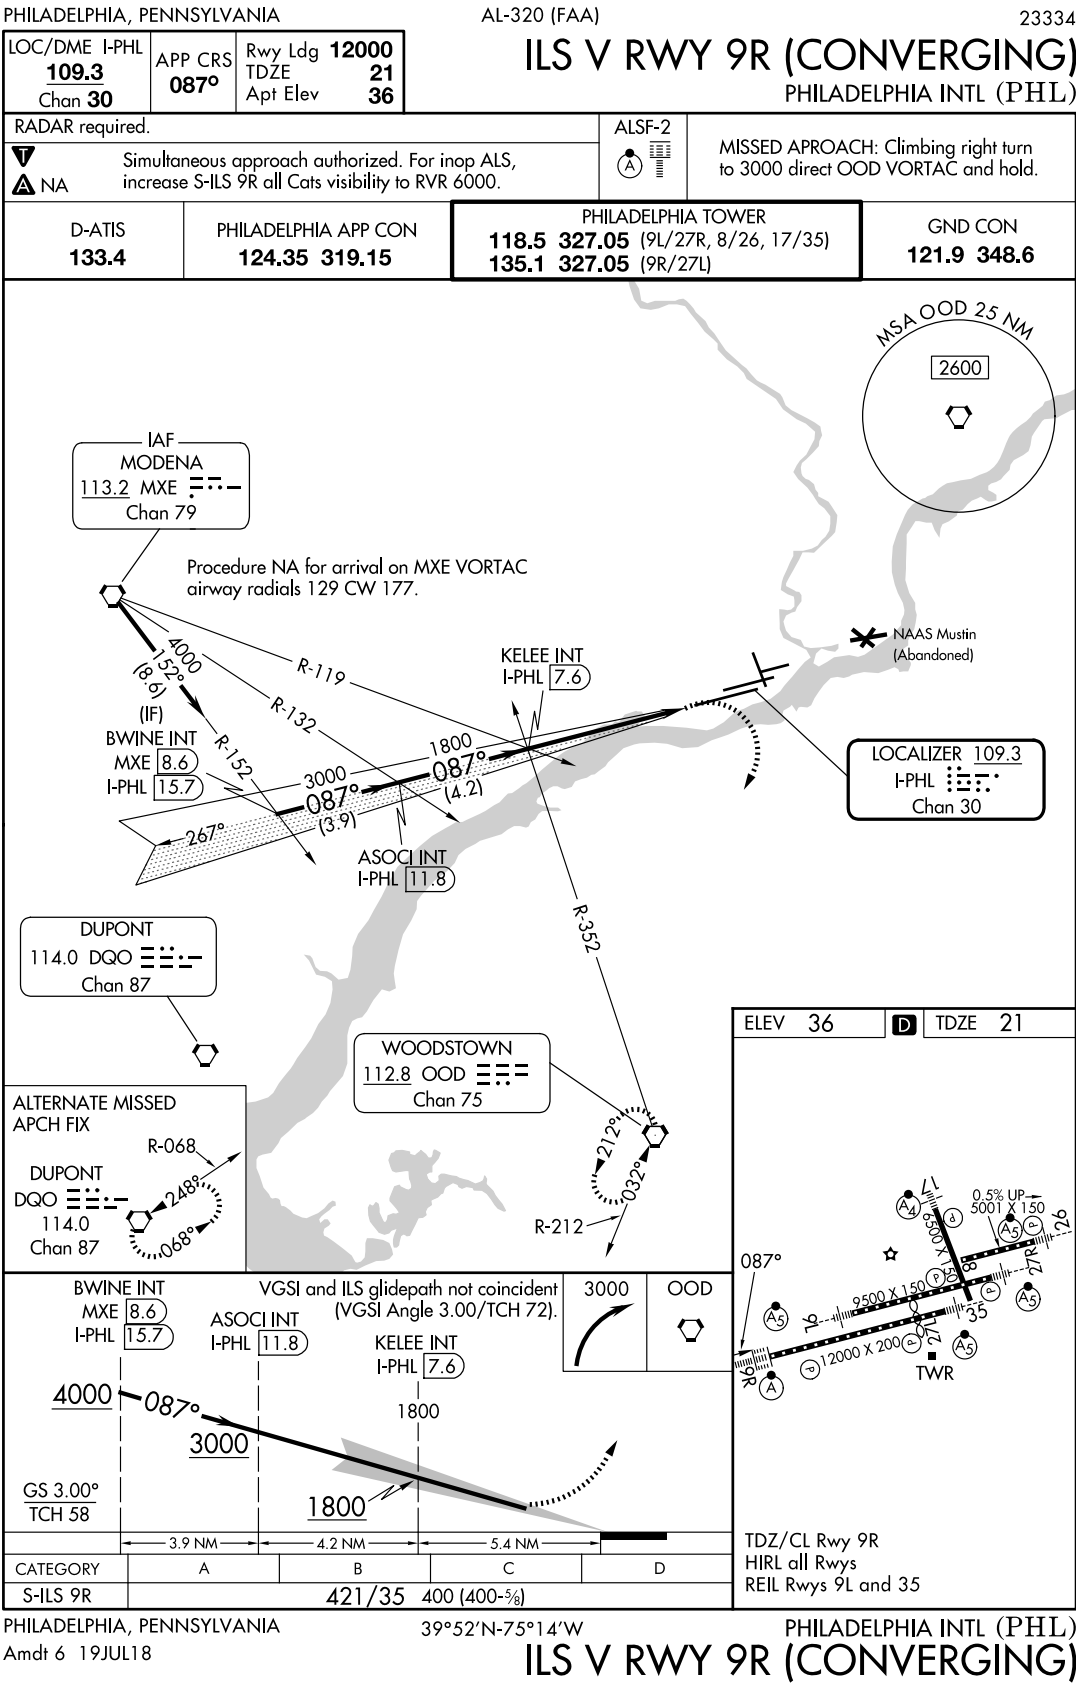 PHILADELPHIA, PENNSYLVANIA
AL-320 (FAA)
23334
LOC/DME I-PHL
109.3
Chan 30
APP CRS
087°
Rwy Ldg 12000
TDZE 21
Apt Elev 36
ILS V RWY 9R (CONVERGING)
PHILADELPHIA INTL (PHL)
RADAR required.
T
A NA
Simultaneous approach authorized. For inop ALS,
increase S-ILS 9R all Cats visibility to RVR 6000.
ALSF-2
A
MISSED APROACH: Climbing right turn
to 3000 direct OOD VORTAC and hold.
D-ATIS
133.4
PHILADELPHIA APP CON
124.35 319.15
PHILADELPHIA TOWER
118.5 327.05 (9L/27R, 8/26, 17/35)
135.1 327.05 (9R/27L)
GND CON
121.9 348.6
MSA OOD 25 NM
2600
IAF
MODENA
113.2 MXE
Chan 79
Procedure NA for arrival on MXE VORTAC
airway radials 129 CW 177.
NAAS Mustin
(Abandoned)
4000
152°
(8.6)
(IF)
R-119
R-132
R-152
KELEE INT
I-PHL 7.6
BWINE INT
MXE 8.6
I-PHL 15.7
1800
087°
(4.2)
3000
087°
(3.9)
267°
LOCALIZER 109.3
I-PHL
Chan 30
ASOCI INT
I-PHL 11.8
R-352
DUPONT
114.0 DQO
Chan 87
WOODSTOWN
112.8 OOD
Chan 75
212°
032°
R-212
ALTERNATE MISSED
APCH FIX
R-068
DUPONT
DQO
114.0
Chan 87
248°
068°
ELEV 36
D
TDZE 21
17
0.5% UP
5001 X 150
26
A4
P
A5
P
6500 X 150
8
27R
087°
9500 X 150
P
P
A5
9L
A5
35
27L
P
A5
12000 X 200
P
9R
A
TWR
TDZ/CL Rwy 9R
HIRL all Rwys
REIL Rwys 9L and 35
BWINE INT
MXE 8.6
I-PHL 15.7
VGSI and ILS glidepath not coincident
(VGSI Angle 3.00/TCH 72).
ASOCI INT
I-PHL 11.8
KELEE INT
I-PHL 7.6
3000
OOD
4000
087°
3000
1800
1800
GS 3.00°
TCH 58
3.9 NM
4.2 NM
5.4 NM
CATEGORY A B C D
S-ILS 9R 421/35 400 (400-⅝)
PHILADELPHIA, PENNSYLVANIA
Amdt 6 19JUL18
39°52'N-75°14'W
PHILADELPHIA INTL (PHL)
ILS V RWY 9R (CONVERGING)